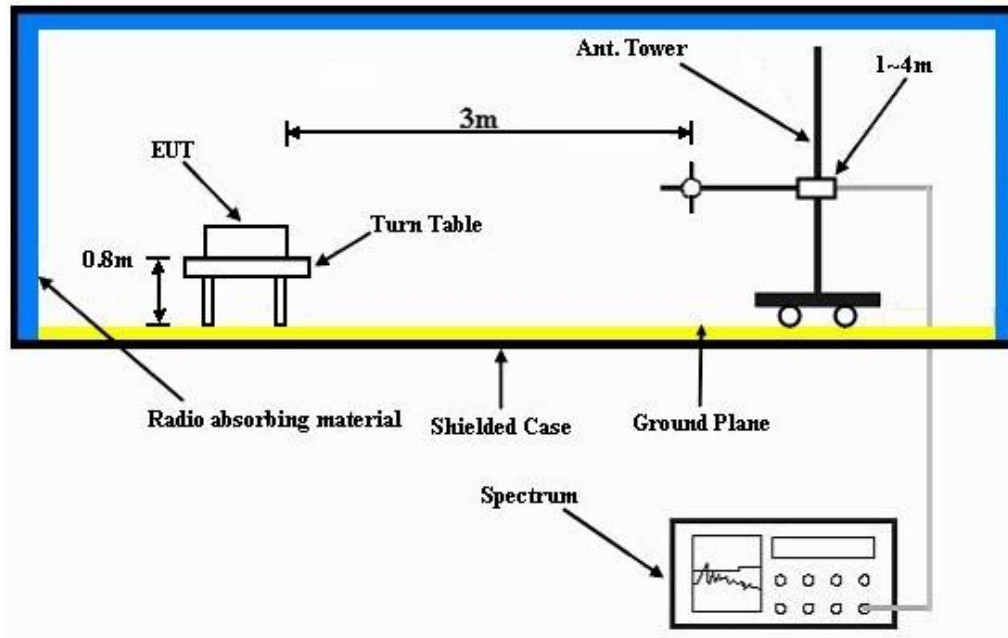 Ant. Tower
1~4m
3m
EUT
Turn Table
0.8m
Radio absorbing material
Shielded Case
Ground Plane
Spectrum